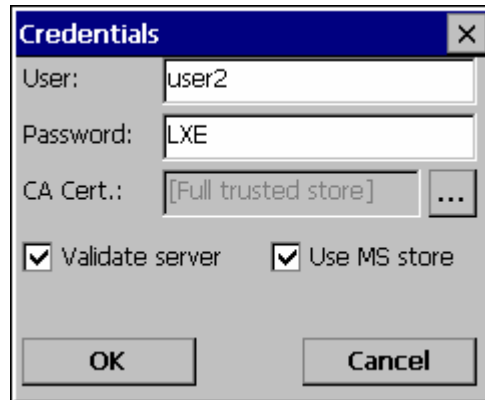 Credentials
User: user2
Password: LXE
CA Cert.: [Full trusted store] ...
Validate server Use MS store
OK Cancel